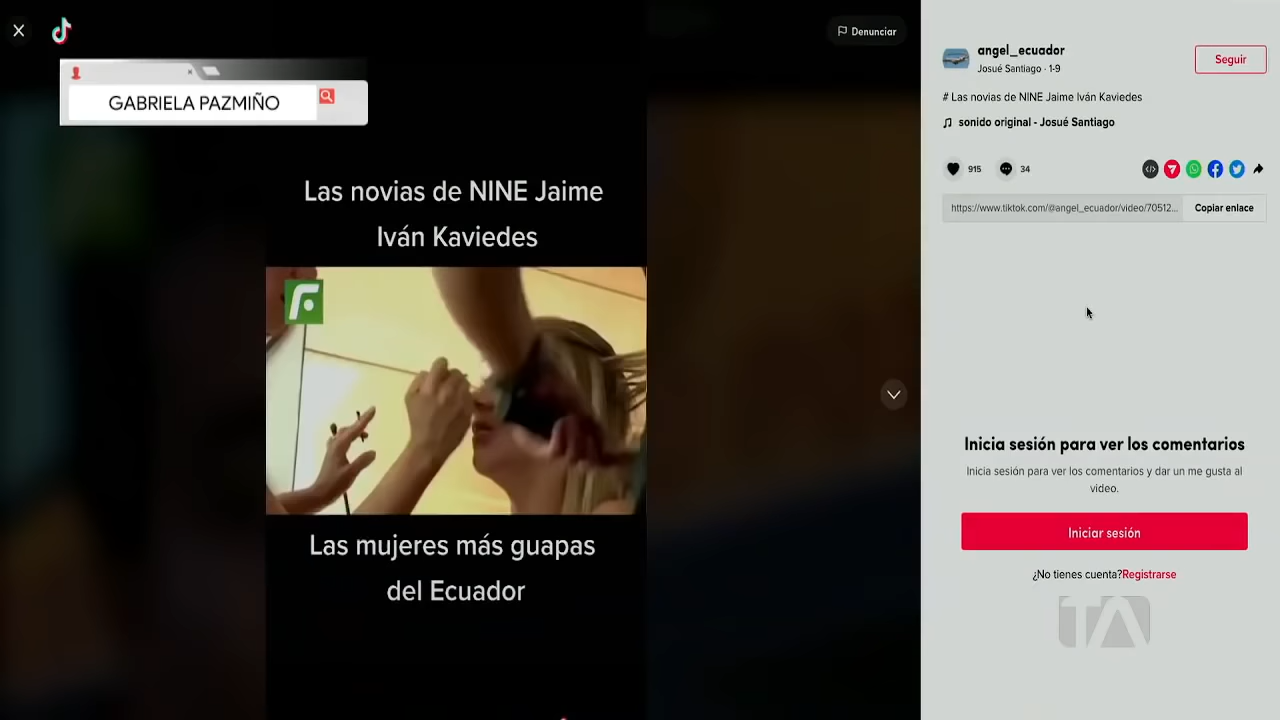 Denunciar
GABRIELA PAZMIÑO
Las novias de NINE Jaime
Iván Kaviedes
Las mujeres más guapas
del Ecuador
angel_ecuador
Josué Santiago · 1-9
Seguir
# Las novias de NINE Jaime Iván Kaviedes
sonido original - Josué Santiago
915
34
https://www.tiktok.com/@angel_ecuador/video/70512...
Copiar enlace
Inicia sesión para ver los comentarios
Inicia sesión para ver los comentarios y dar un me gusta al
video.
Iniciar sesión
¿No tienes cuenta?Registrarse
TA